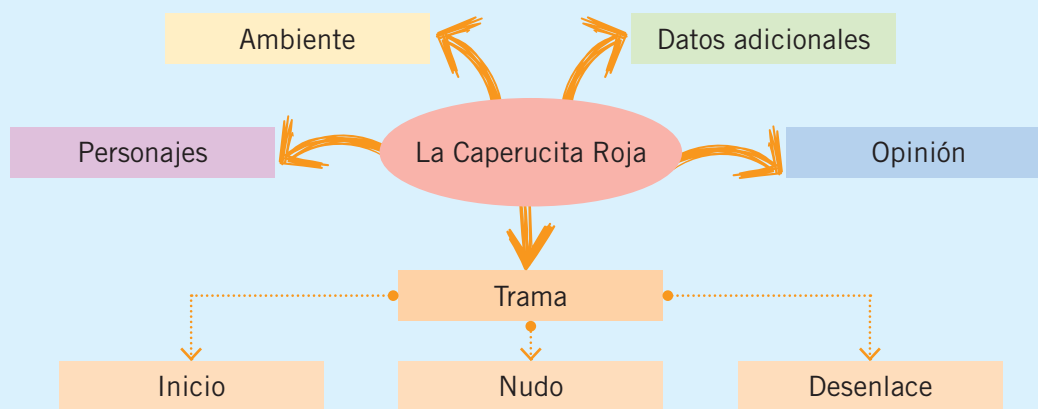 Ambiente
Datos adicionales
Personajes
La Caperucita Roja
Opinión
Trama
Inicio
Nudo
Desenlace